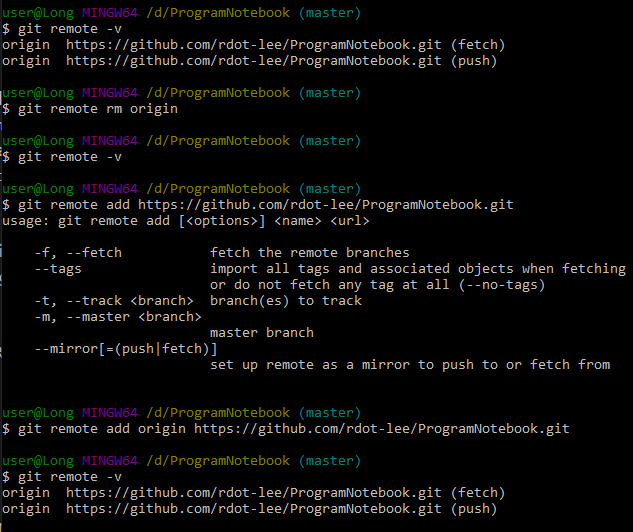 user@Long MINGW64 /d/ProgramNotebook (master)
$ git remote -v
origin  https://github.com/rdot-lee/ProgramNotebook.git (fetch)
origin  https://github.com/rdot-lee/ProgramNotebook.git (push)

user@Long MINGW64 /d/ProgramNotebook (master)
$ git remote rm origin

user@Long MINGW64 /d/ProgramNotebook (master)
$ git remote -v

user@Long MINGW64 /d/ProgramNotebook (master)
$ git remote add https://github.com/rdot-lee/ProgramNotebook.git
usage: git remote add [<options>] <name> <url>

    -f, --fetch           fetch the remote branches
    --tags                import all tags and associated objects when fetching
                          or do not fetch any tag at all (--no-tags)
    -t, --track <branch>  branch(es) to track
    -m, --master <branch>
                          master branch
    --mirror[=(push|fetch)]
                          set up remote as a mirror to push to or fetch from

user@Long MINGW64 /d/ProgramNotebook (master)
$ git remote add origin https://github.com/rdot-lee/ProgramNotebook.git

user@Long MINGW64 /d/ProgramNotebook (master)
$ git remote -v
origin  https://github.com/rdot-lee/ProgramNotebook.git (fetch)
origin  https://github.com/rdot-lee/ProgramNotebook.git (push)